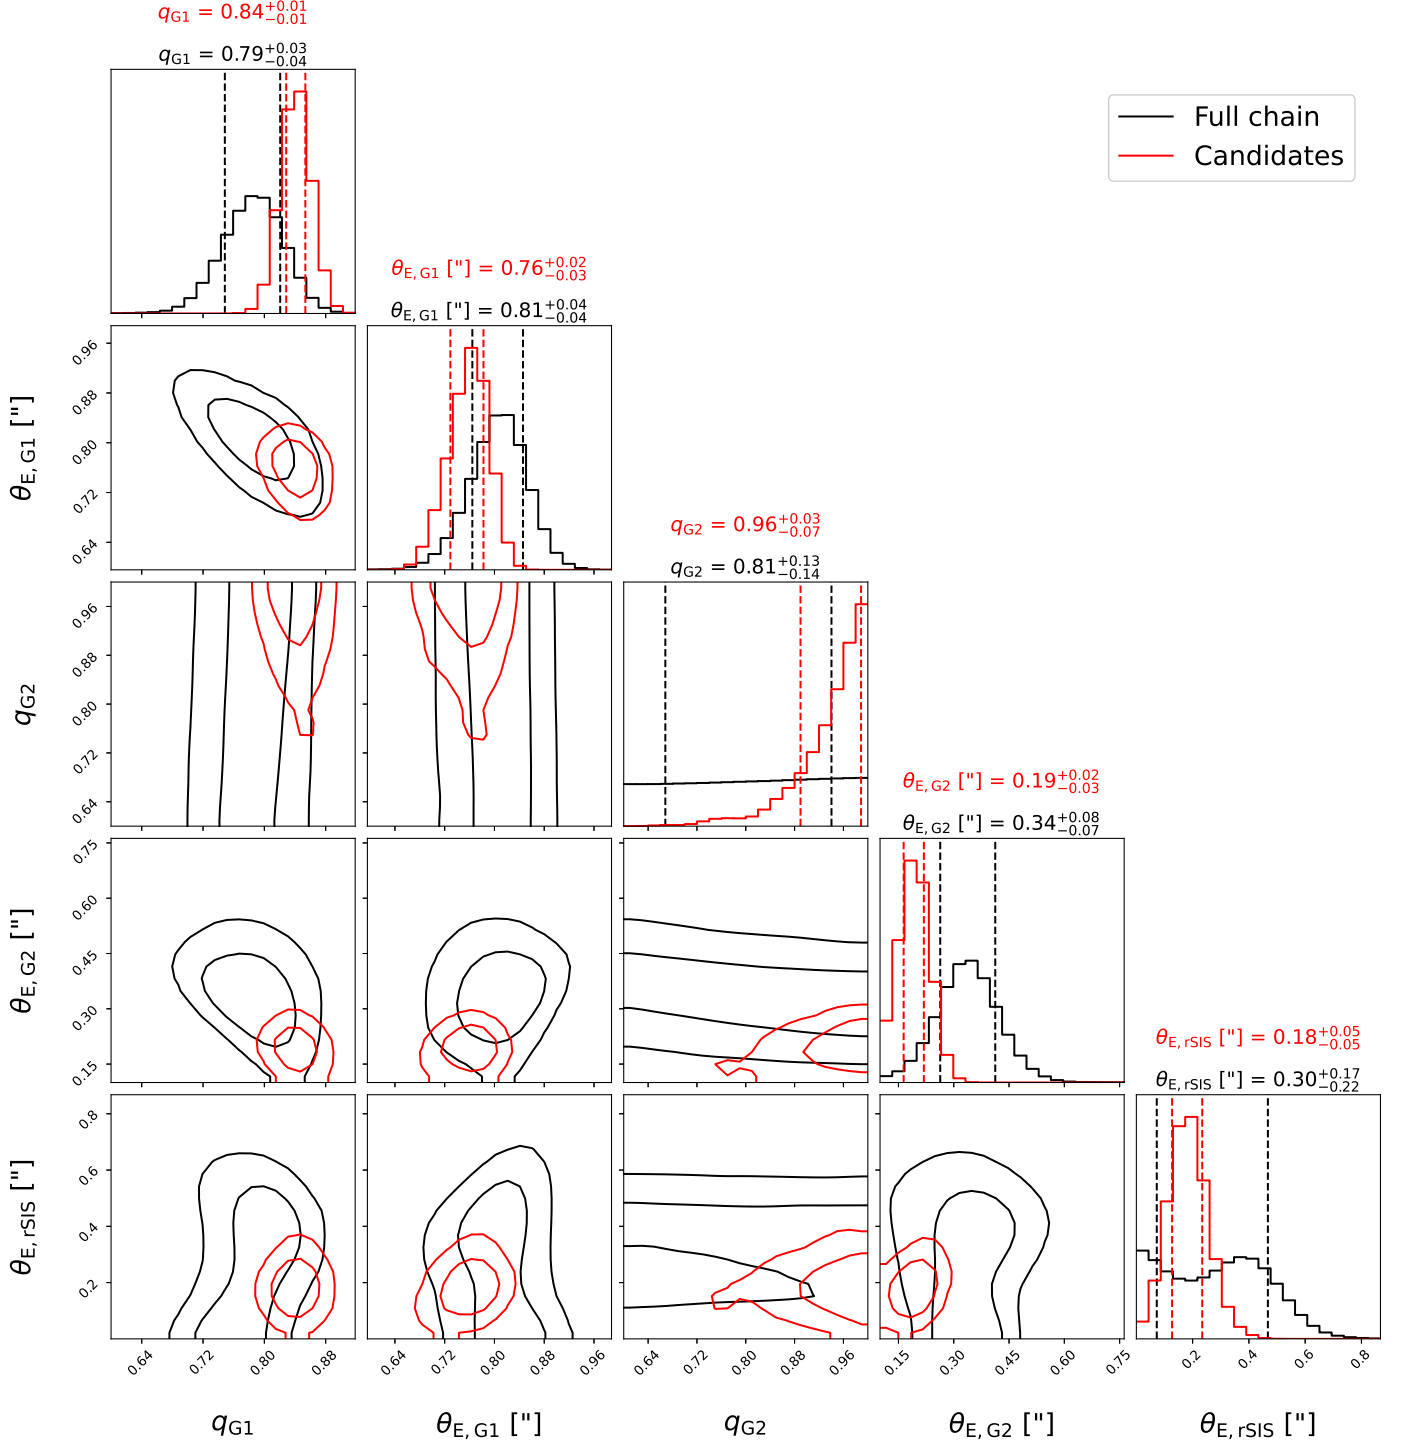 q_G1 = 0.84^{+0.01}_{−0.01}
q_G1 = 0.79^{+0.03}_{−0.04}
Full chain
Candidates
θ_E, G1 ["] = 0.76^{+0.02}_{−0.03}
θ_E, G1 ["] = 0.81^{+0.04}_{−0.04}
0.96
0.88
0.80
0.72
0.64
θ_E, G1 ["]
q_G2 = 0.96^{+0.03}_{−0.07}
q_G2 = 0.81^{+0.13}_{−0.14}
0.96
0.88
0.80
0.72
0.64
q_G2
θ_E, G2 ["] = 0.19^{+0.02}_{−0.03}
θ_E, G2 ["] = 0.34^{+0.08}_{−0.07}
0.75
0.60
0.45
0.30
0.15
θ_E, G2 ["]
θ_E, rSIS ["] = 0.18^{+0.05}_{−0.05}
θ_E, rSIS ["] = 0.30^{+0.17}_{−0.22}
0.8
0.6
0.4
0.2
θ_E, rSIS ["]
0.64 0.72 0.80 0.88
0.64 0.72 0.80 0.88 0.96
0.64 0.72 0.80 0.88 0.96
0.15 0.30 0.45 0.60 0.75
0.2 0.4 0.6 0.8
q_G1
θ_E, G1 ["]
q_G2
θ_E, G2 ["]
θ_E, rSIS ["]